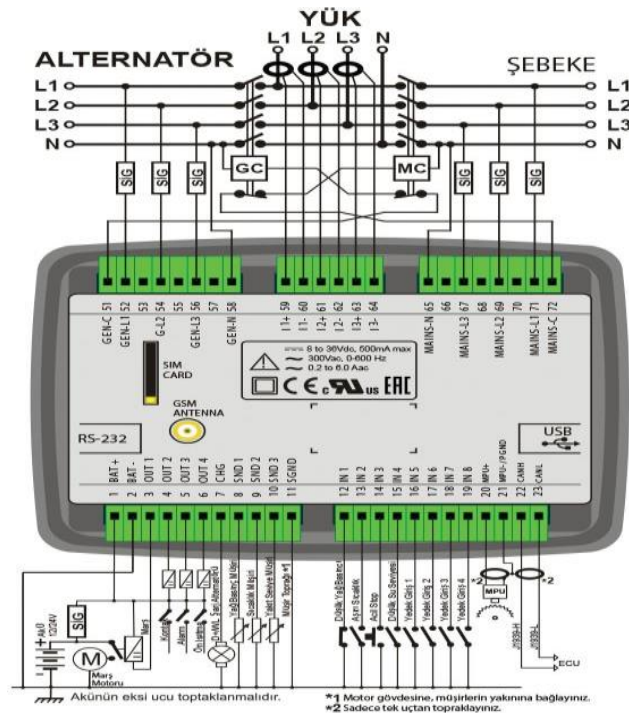 YÜK
L1 L2 L3 N
ALTERNATÖR
ŞEBEKE
L1
L2
L3
N
L1
L2
L3
N
GC
MC
SIG
SIG
SIG
SIG
SIG
SIG
GEN-C 51
GEN-L1 52
53
G-L2 54
55
GEN-L3 56
57
GEN-N 58
I1+ 59
I1- 60
I2+ 61
I2- 62
I3+ 63
I3- 64
MAINS-N 65
66
MAINS-L3 67
68
MAINS-L2 69
70
MAINS-L1 71
MAINS-C 72
SIM
CARD
GSM
ANTENNA
8 to 36Vdc, 500mA max
300Vac, 0-600 Hz
0.2 to 6.0 Aac
CE c UL us EAC
RS-232
USB
1 BAT +
2 BAT -
3 OUT 1
4 OUT 2
5 OUT 3
6 OUT 4
7 CHG
8 SND 1
9 SND 2
10 SND 3
11 SGND
12 IN 1
13 IN 2
14 IN 3
15 IN 4
16 IN 5
17 IN 6
18 IN 7
19 IN 8
20 MPU+
21 MPU-/PGND
22 CANH
23 CANL
+ Akü
12/24V
SIG
M
Marş
Motoru
Marş
Kontak
Alarm
Ön Isıtma
D+/WL Şarj Alternatörü
Yağ Basınç Müşiri
Sıcaklık Müşiri
Yakıt Seviye Müşiri
Müşir Toprağı *1
Düşük Yağ Basıncı
Aşırı Sıcaklık
Acil Stop
Düşük Su Seviyesi
Yedek Giriş 1
Yedek Giriş 2
Yedek Giriş 3
Yedek Giriş 4
*2
*2
MPU
J1939-H
J1939-L
ECU
Akünün eksi ucu toptaklanmalıdır.
*1 Motor gövdesine, müşirlerin yakınına bağlayınız.
*2 Sadece tek uçtan topraklayınız.